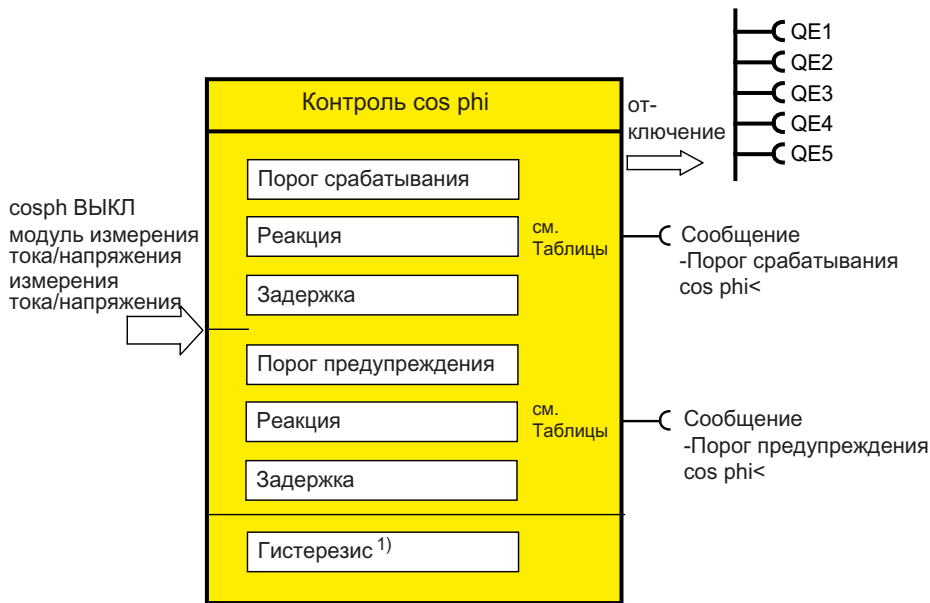 QE1
QE2
QE3
QE4
QE5
Контроль cos phi
от-
ключение
Порог срабатывания
Реакция
см.
Таблицы
Задержка
cosph ВЫКЛ
модуль измерения
тока/напряжения
измерения
тока/напряжения
Сообщение
-Порог срабатывания
cos phi<
Порог предупреждения
Реакция
см.
Таблицы
Задержка
Сообщение
-Порог предупреждения
cos phi<
Гистерезис 1)